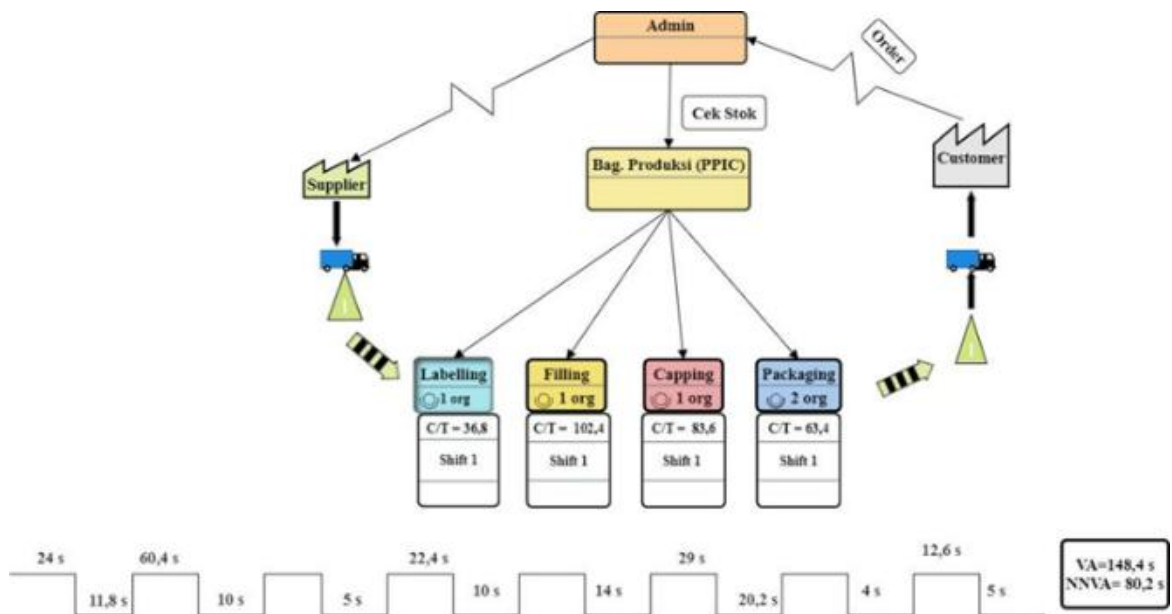 Admin
Order
Cek Stok
Bag. Produksi (PPIC)
Supplier
Customer
I
I
Labelling
1 org
C/T = 36,8
Shift 1
Filling
1 org
C/T = 102,4
Shift 1
Capping
1 org
C/T = 83,6
Shift 1
Packaging
2 org
C/T = 63,4
Shift 1
24 s
11,8 s
60,4 s
10 s
5 s
22,4 s
10 s
14 s
29 s
20,2 s
4 s
12,6 s
5 s
VA=148,4 s
NNVA= 80,2 s